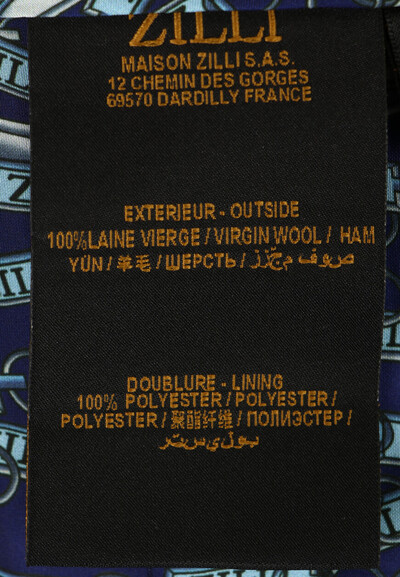 ZILLI
MAISON ZILLI S.A.S.
12 CHEMIN DES GORGES
69570 DARDILLY FRANCE
EXTERIEUR - OUTSIDE
100%LAINE VIERGE / VIRGIN WOOL / HAM
YÜN / 羊毛 / ШЕРСТЬ / صوف مجزز
DOUBLURE - LINING
100% POLYESTER / POLYESTER /
POLYESTER / 聚酯纤维 / ПОЛИЭСТЕР /
بوليستر